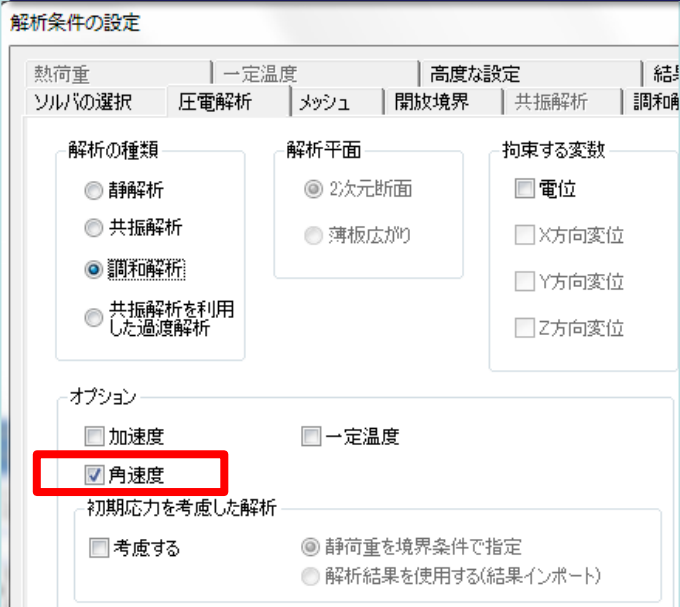 解析条件の設定
熱荷重 一定温度 高度な設定 結果
ソルバの選択 圧電解析 メッシュ 開放境界 共振解析 調和解
解析の種類 解析平面 拘束する変数
静解析 2次元断面 電位
共振解析 薄板広がり X方向変位
調和解析 Y方向変位
共振解析を利用
した過渡解析 Z方向変位
オプション
加速度 一定温度
角速度
初期応力を考慮した解析
考慮する 静荷重を境界条件で指定
解析結果を使用する(結果インポート)